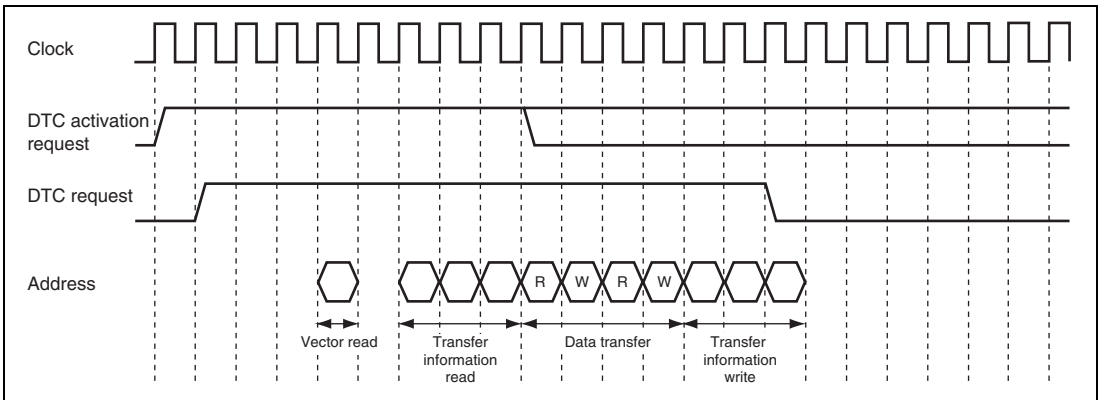 Clock
DTC activation
request
DTC request
Address
R W R W
Vector read
Transfer
information
read
Data transfer
Transfer
information
write